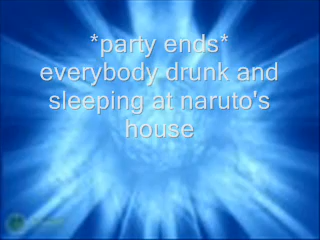 *party ends*
everybody drunk and
sleeping at naruto's
house